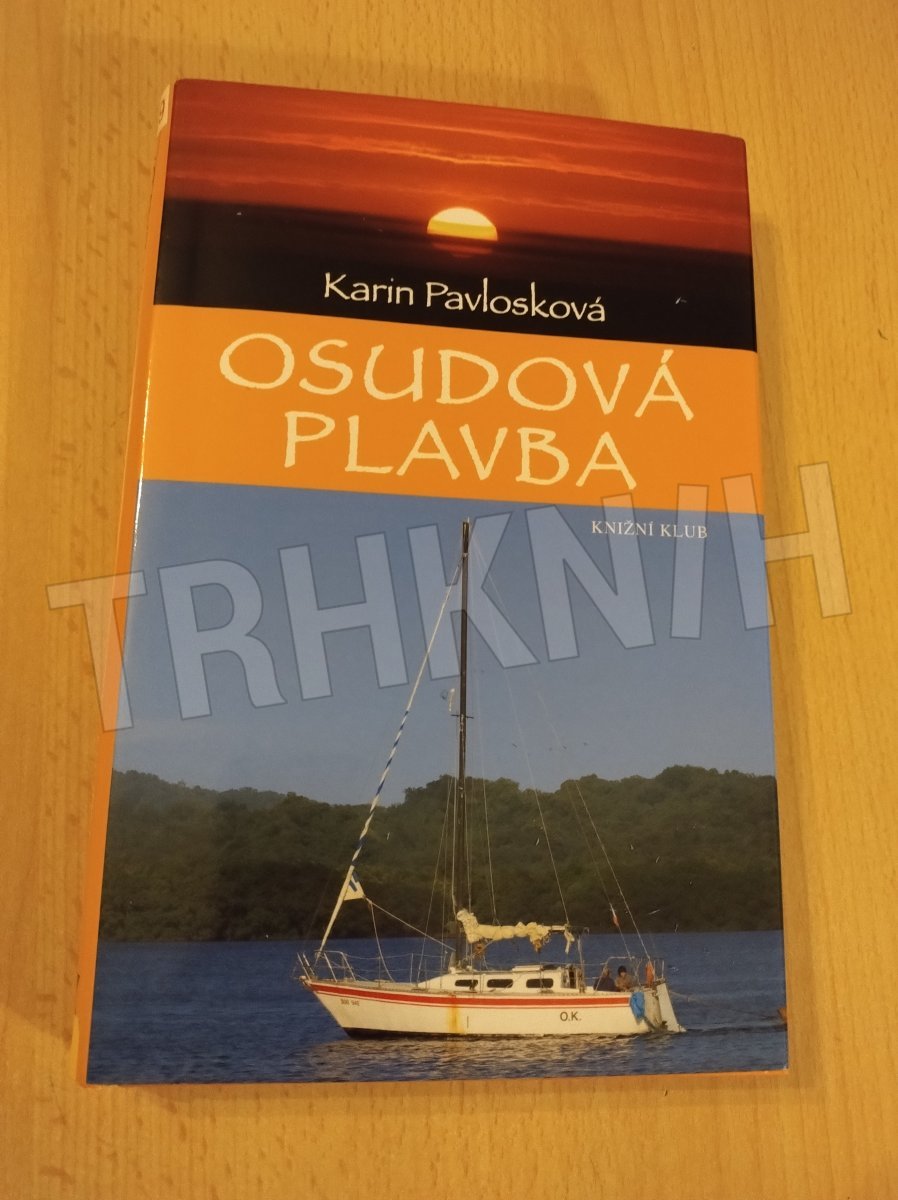 Karin Pavlosková
OSUDOVÁ
PLAVBA
KNIŽNÍ KLUB
TRHKNIH
O.K.